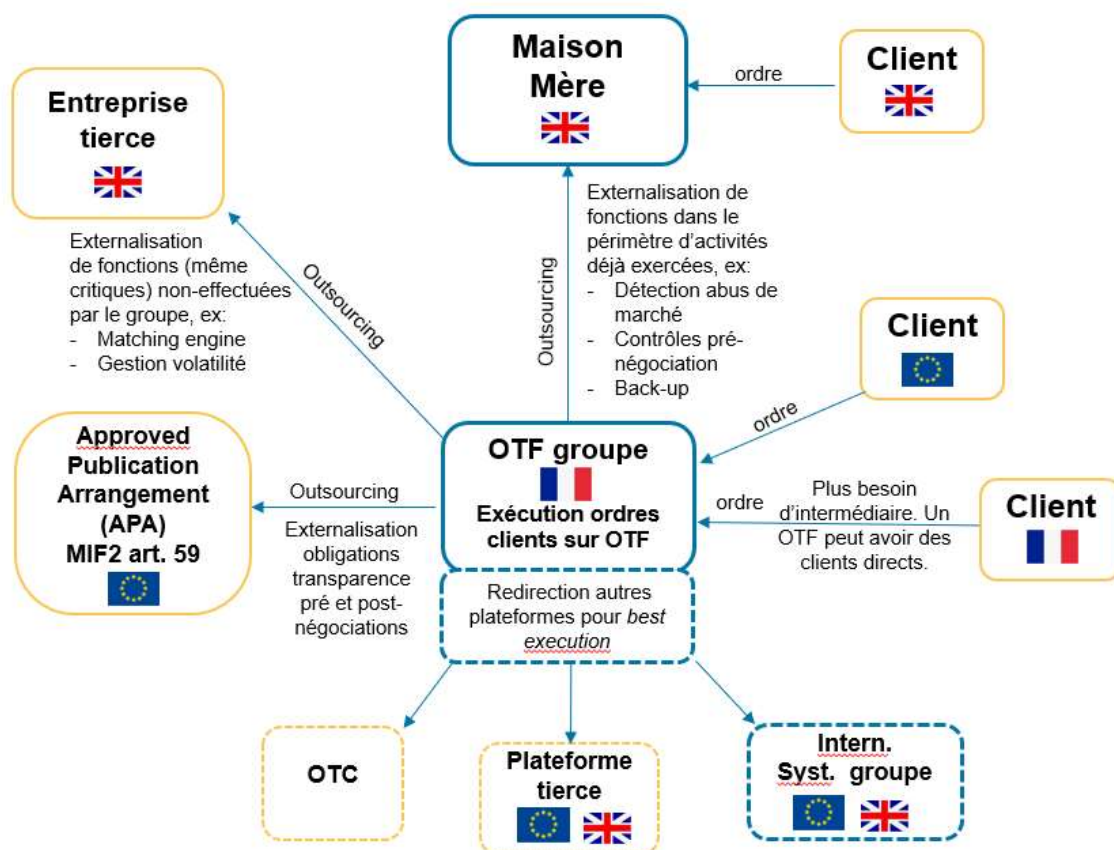 Maison
Mère
ordre
Client
Entreprise
tierce
Externalisation
de fonctions (même
critiques) non-effectuées
par le groupe, ex:
- Matching engine
- Gestion volatilité
Outsourcing
Outsourcing
Externalisation de
fonctions dans le
périmètre d’activités
déjà exercées, ex:
- Détection abus de
marché
- Contrôles pré-
négociation
- Back-up
Client
ordre
Approved
Publication
Arrangement
(APA)
MIF2 art. 59
Outsourcing
Externalisation
obligations
transparence
pré et post-
négociations
OTF groupe
Exécution ordres
clients sur OTF
ordre
Plus besoin
d’intermédiaire. Un
OTF peut avoir des
clients directs.
Client
Redirection autres
plateformes pour best
execution
OTC
Plateforme
tierce
Intern.
Syst. groupe